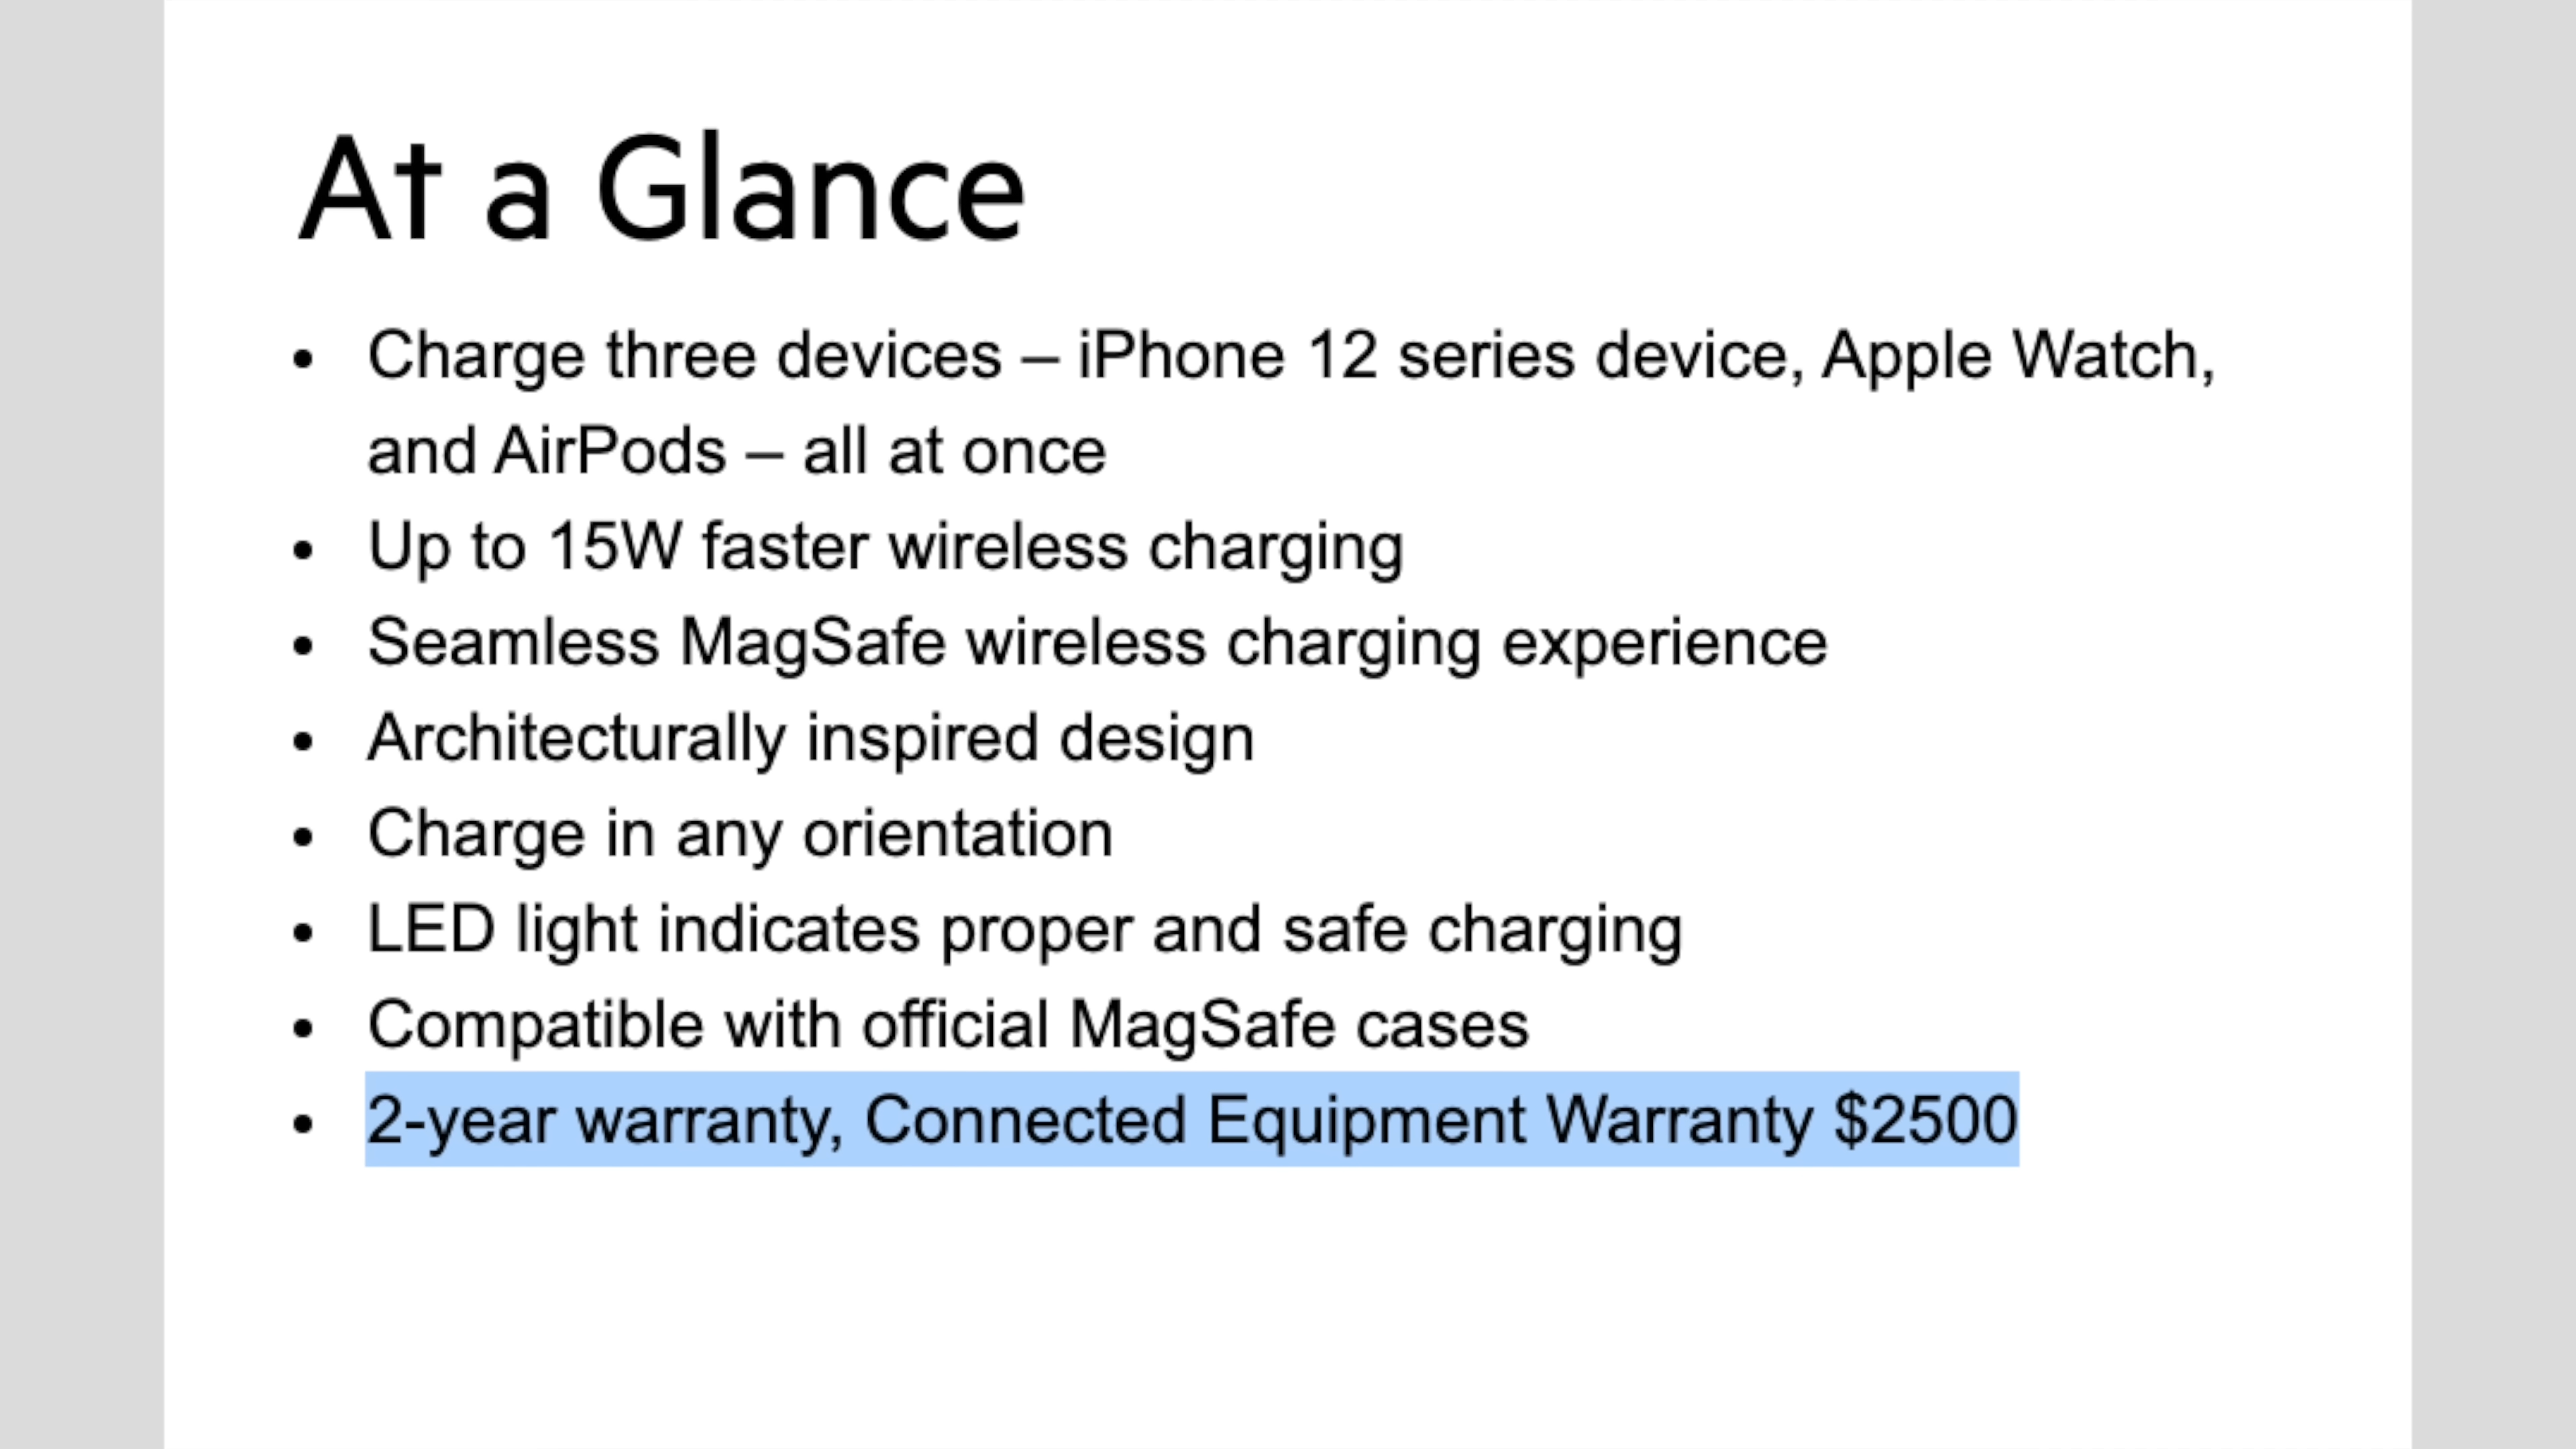 At a Glance
• Charge three devices – iPhone 12 series device, Apple Watch,
and AirPods – all at once
• Up to 15W faster wireless charging
• Seamless MagSafe wireless charging experience
• Architecturally inspired design
• Charge in any orientation
• LED light indicates proper and safe charging
• Compatible with official MagSafe cases
• 2-year warranty, Connected Equipment Warranty $2500